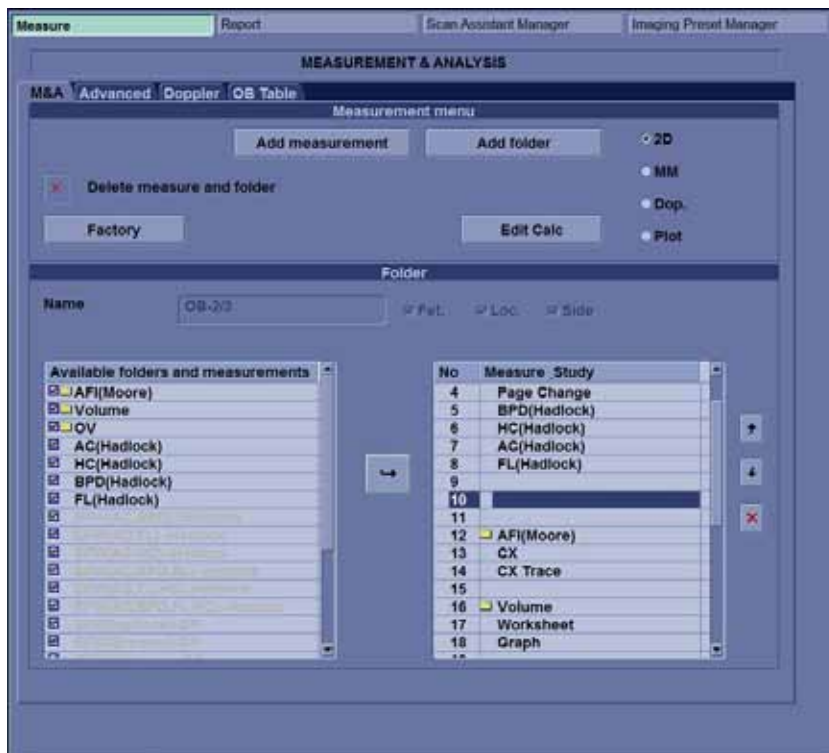 Measure Report Scan Assistant Manager Imaging Preset Manager
MEASUREMENT & ANALYSIS
M&A Advanced Doppler OB Table
Measurement menu
Add measurement Add folder 2D
MM
Delete measure and folder
Dop.
Factory Edit Calc
Plot
Folder
Name OB-2/3 Fet. Loc. Side
Available folders and measurements
AFI(Moore)
Volume
OV
AC(Hadlock)
HC(Hadlock)
BPD(Hadlock)
FL(Hadlock)
No Measure_Study
4 Page Change
5 BPD(Hadlock)
6 HC(Hadlock)
7 AC(Hadlock)
8 FL(Hadlock)
9
10
11
12 AFI(Moore)
13 CX
14 CX Trace
15
16 Volume
17 Worksheet
18 Graph